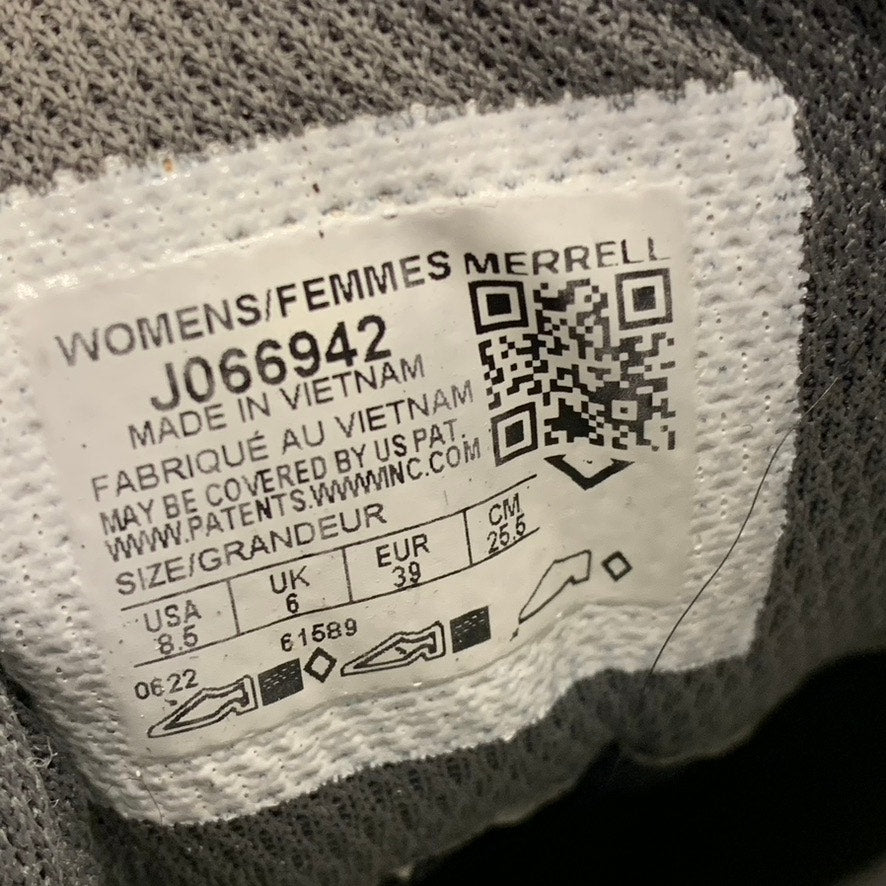 WOMENS/FEMMES
MERRELL
J066942
MADE IN VIETNAM
FABRIQUÉ AU VIETNAM
MAY BE COVERED BY US PAT.
WWW.PATENTS.WWWINC.COM
SIZE/GRANDEUR
USA UK EUR CM
8.5 6 39 25.5
0622 61589